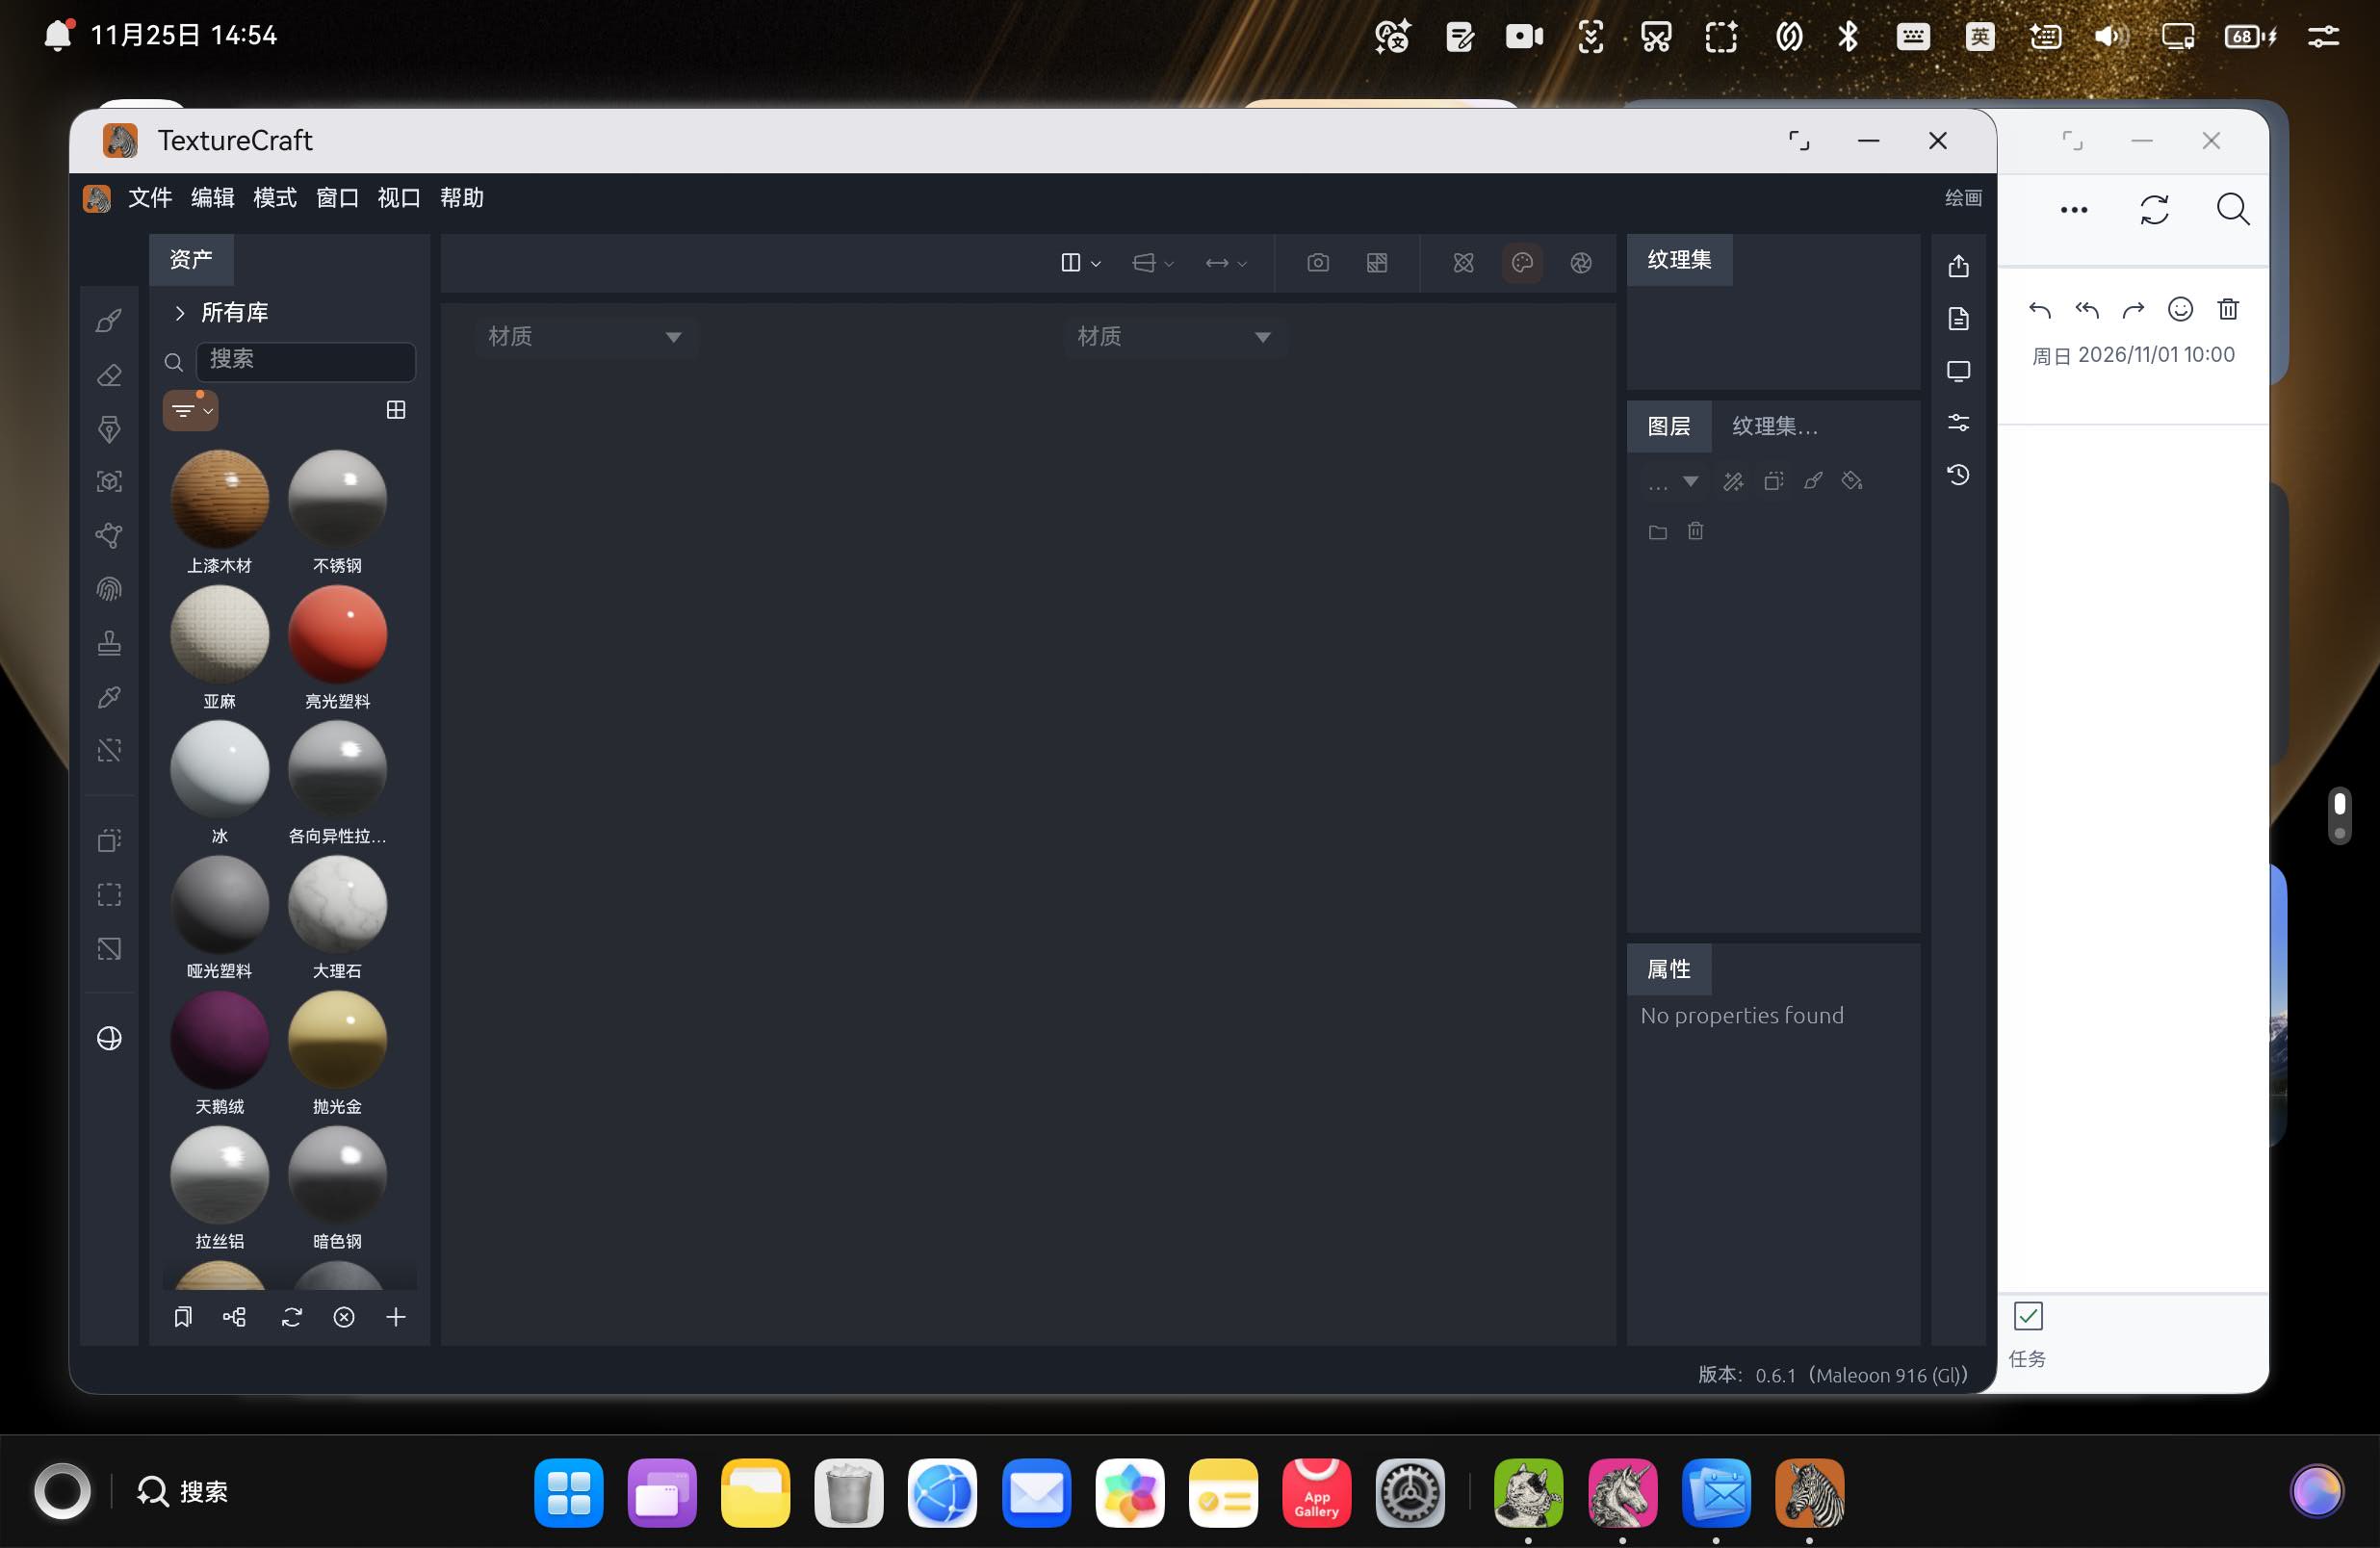 11月25日 14:54
英
68
TextureCraft
文件 编辑 模式 窗口 视口 帮助
绘画
资产
所有库
搜索
上漆木材
不锈钢
亚麻
亮光塑料
冰
各向异性拉...
哑光塑料
大理石
天鹅绒
抛光金
拉丝铝
暗色钢
材质
材质
纹理集
图层
纹理集...
...
属性
No properties found
版本：0.6.1（Maleoon 916 (Gl)）
周日 2026/11/01 10:00
任务
搜索
App
Gallery